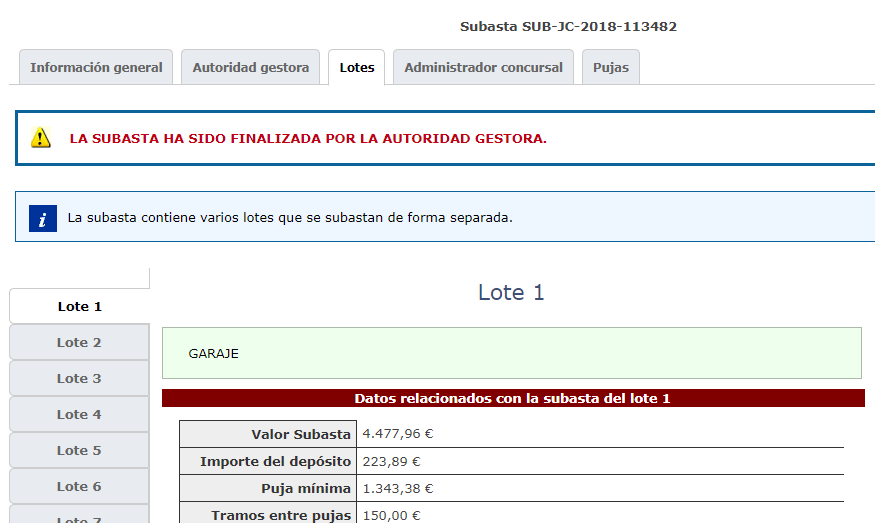 Subasta SUB-JC-2018-113482
Información general
Autoridad gestora
Lotes
Administrador concursal
Pujas
LA SUBASTA HA SIDO FINALIZADA POR LA AUTORIDAD GESTORA.
La subasta contiene varios lotes que se subastan de forma separada.
Lote 1
Lote 2
Lote 3
Lote 4
Lote 5
Lote 6
Lote 7
Lote 1
GARAJE
Datos relacionados con la subasta del lote 1
Valor Subasta 4.477,96 €
Importe del depósito 223,89 €
Puja mínima 1.343,38 €
Tramos entre pujas 150,00 €